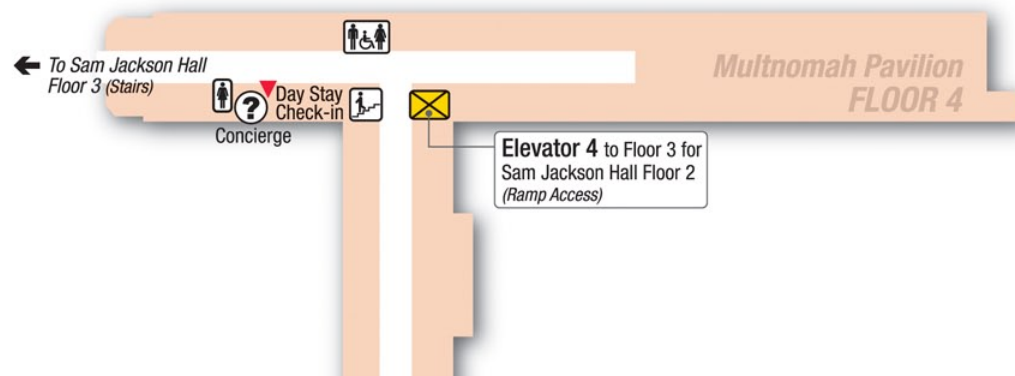 Multnomah Pavilion
FLOOR 4
To Sam Jackson Hall
Floor 3 (Stairs)
?
Day Stay
Check-in
Concierge
Elevator 4 to Floor 3 for
Sam Jackson Hall Floor 2
(Ramp Access)